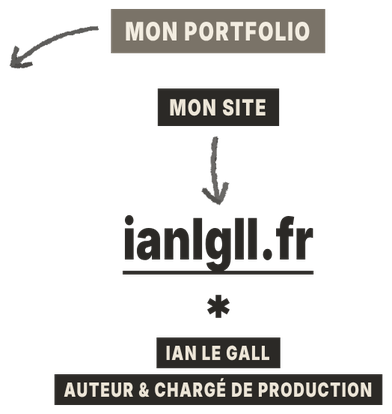 MON PORTFOLIO
MON SITE
ianlgll.fr
*
IAN LE GALL
AUTEUR & CHARGÉ DE PRODUCTION